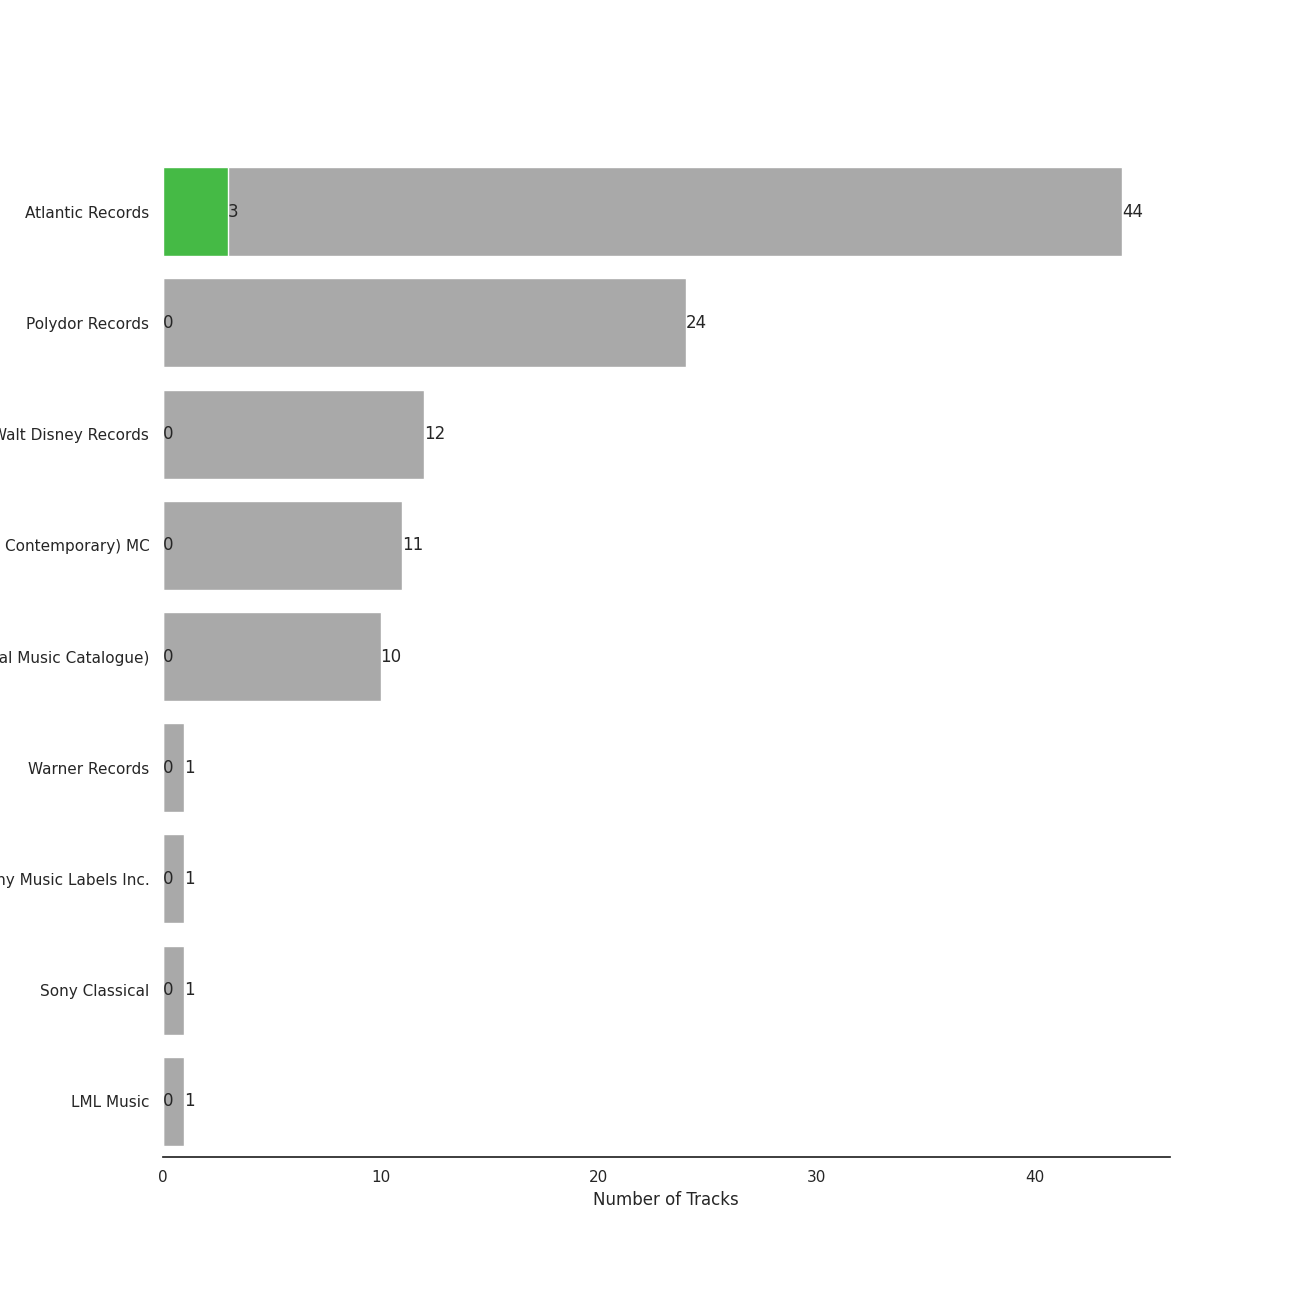 Atlantic Records 3 44
Polydor Records 0 24
Walt Disney Records 0 12
Contemporary) MC 0 11
Music Catalogue) 0 10
Warner Records 0 1
Music Labels Inc. 0 1
Sony Classical 0 1
LML Music 0 1
0 10 20 30 40
Number of Tracks